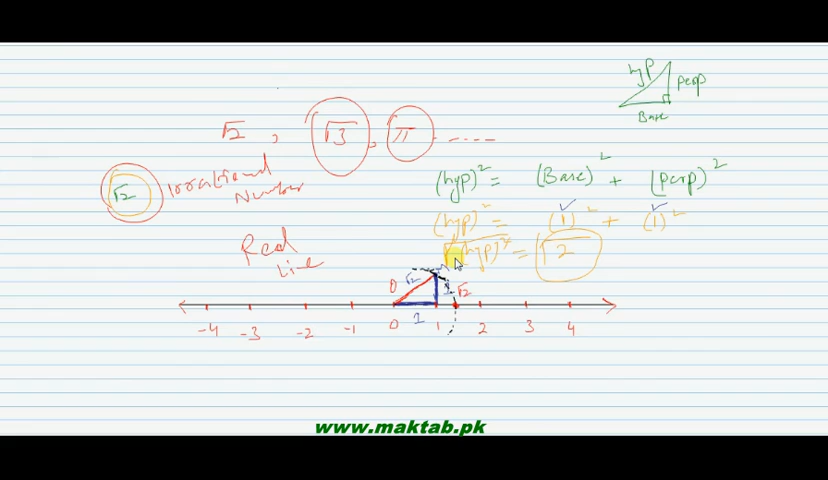 hyp
perp
Base
√2 , √3 , π . ....
√2 Irrational
Number
(hyp)² = (Base)² + (perp)²
(hyp)² = (1)² + (1)²
√(hyp)² = √2
Real
Line
0 √2 1 √2
-4 -3 -2 -1 0 1 1 2 3 4
www.maktab.pk